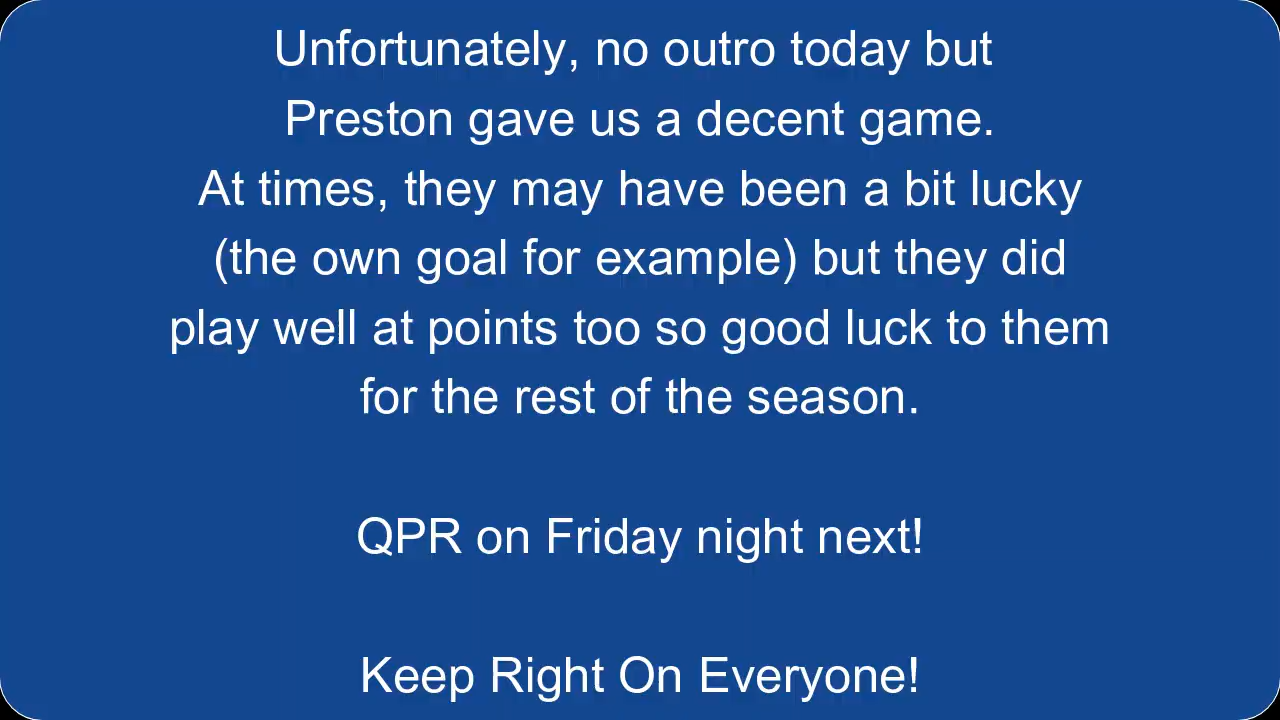 Unfortunately, no outro today but
Preston gave us a decent game.
At times, they may have been a bit lucky
(the own goal for example) but they did
play well at points too so good luck to them
for the rest of the season.
QPR on Friday night next!
Keep Right On Everyone!